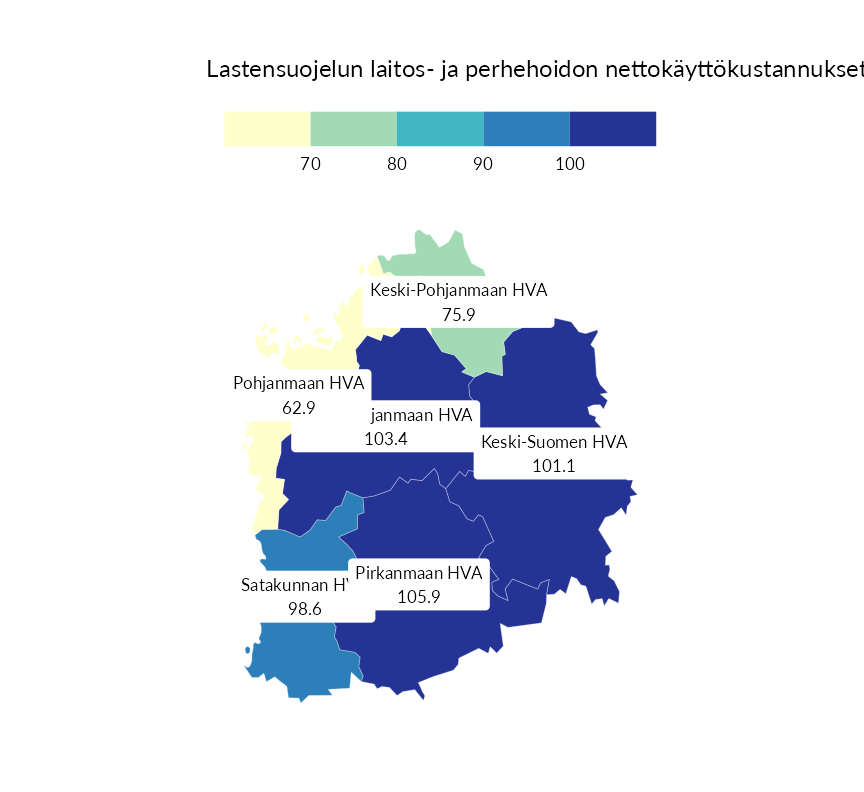 Lastensuojelun laitos- ja perhehoidon nettokäyttökustannukset
70 80 90 100
Keski-Pohjanmaan HVA
75.9
Pohjanmaan HVA
62.9
janmaan HVA
103.4
Keski-Suomen HVA
101.1
Pirkanmaan HVA
105.9
Satakunnan HV
98.6